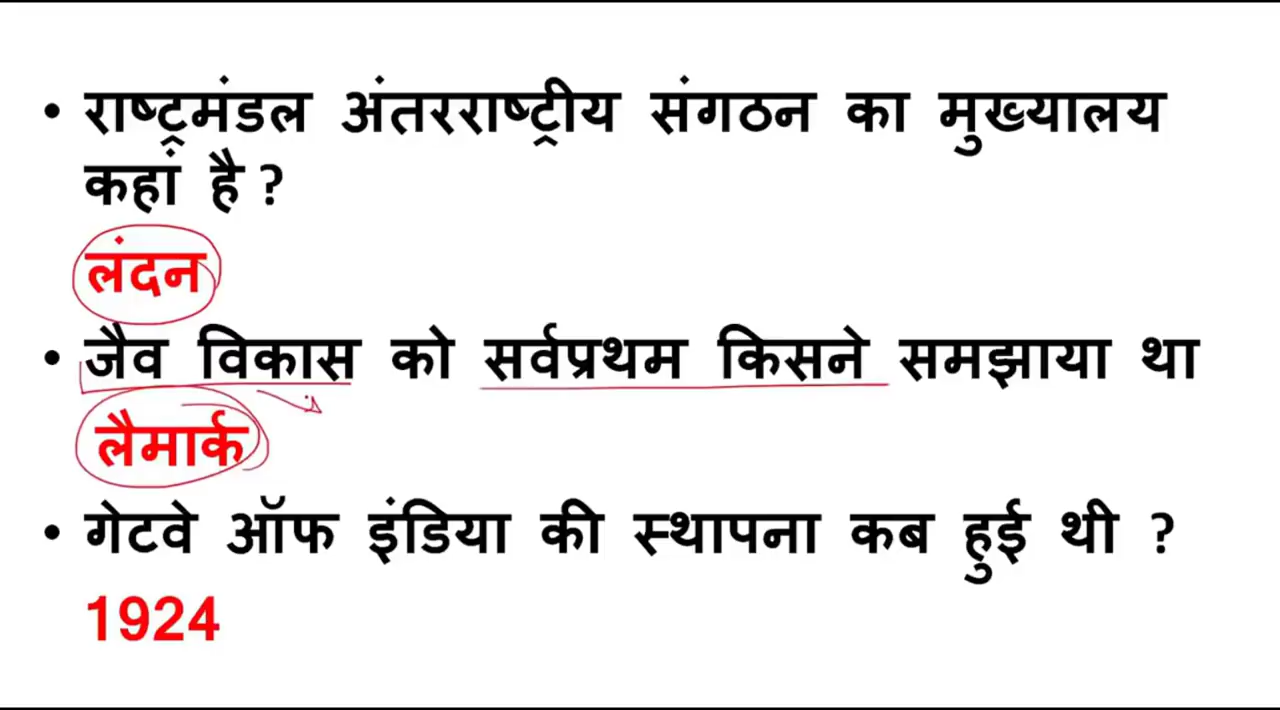 • राष्ट्रमंडल अंतरराष्ट्रीय संगठन का मुख्यालय
कहां है ?
लंदन
• जैव विकास को सर्वप्रथम किसने समझाया था
लैमार्क
• गेटवे ऑफ इंडिया की स्थापना कब हुई थी ?
1924